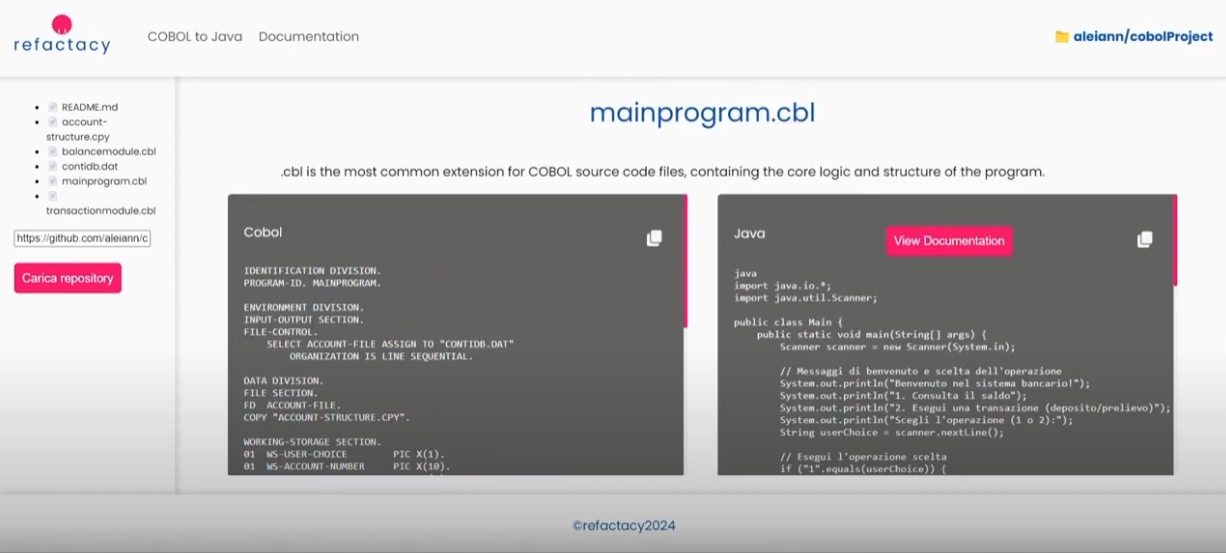 refactacy
COBOL to Java
Documentation
aleiann/cobolProject
README.md
account-
structure.cpy
balancemodule.cbl
contidb.dat
mainprogram.cbl
transactionmodule.cbl
https://github.com/aleiann/c
Carica repository
mainprogram.cbl
.cbl is the most common extension for COBOL source code files, containing the core logic and structure of the program.
Cobol
IDENTIFICATION DIVISION.
PROGRAM-ID. MAINPROGRAM.
ENVIRONMENT DIVISION.
INPUT-OUTPUT SECTION.
FILE-CONTROL.
SELECT ACCOUNT-FILE ASSIGN TO "CONTIDB.DAT"
ORGANIZATION IS LINE SEQUENTIAL.
DATA DIVISION.
FILE SECTION.
FD ACCOUNT-FILE.
COPY "ACCOUNT-STRUCTURE.CPY".
WORKING-STORAGE SECTION.
01 WS-USER-CHOICE PIC X(1).
01 WS-ACCOUNT-NUMBER PIC X(10).
Java
View Documentation
java
import java.io.*;
import java.util.Scanner;
public class Main {
public static void main(String[] args) {
Scanner scanner = new Scanner(System.in);
// Messaggi di benvenuto e scelta dell'operazione
System.out.println("Benvenuto nel sistema bancario!");
System.out.println("1. Consulta il saldo");
System.out.println("2. Esegui una transazione (deposito/prelievo)");
System.out.println("Scegli l'operazione (1 o 2):");
String userChoice = scanner.nextLine();
// Esegui l'operazione scelta
if ("1".equals(userChoice)) {
©refactacy2024